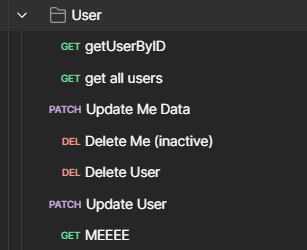 User
GET getUserByID
GET get all users
PATCH Update Me Data
DEL Delete Me (inactive)
DEL Delete User
PATCH Update User
GET MEEEE